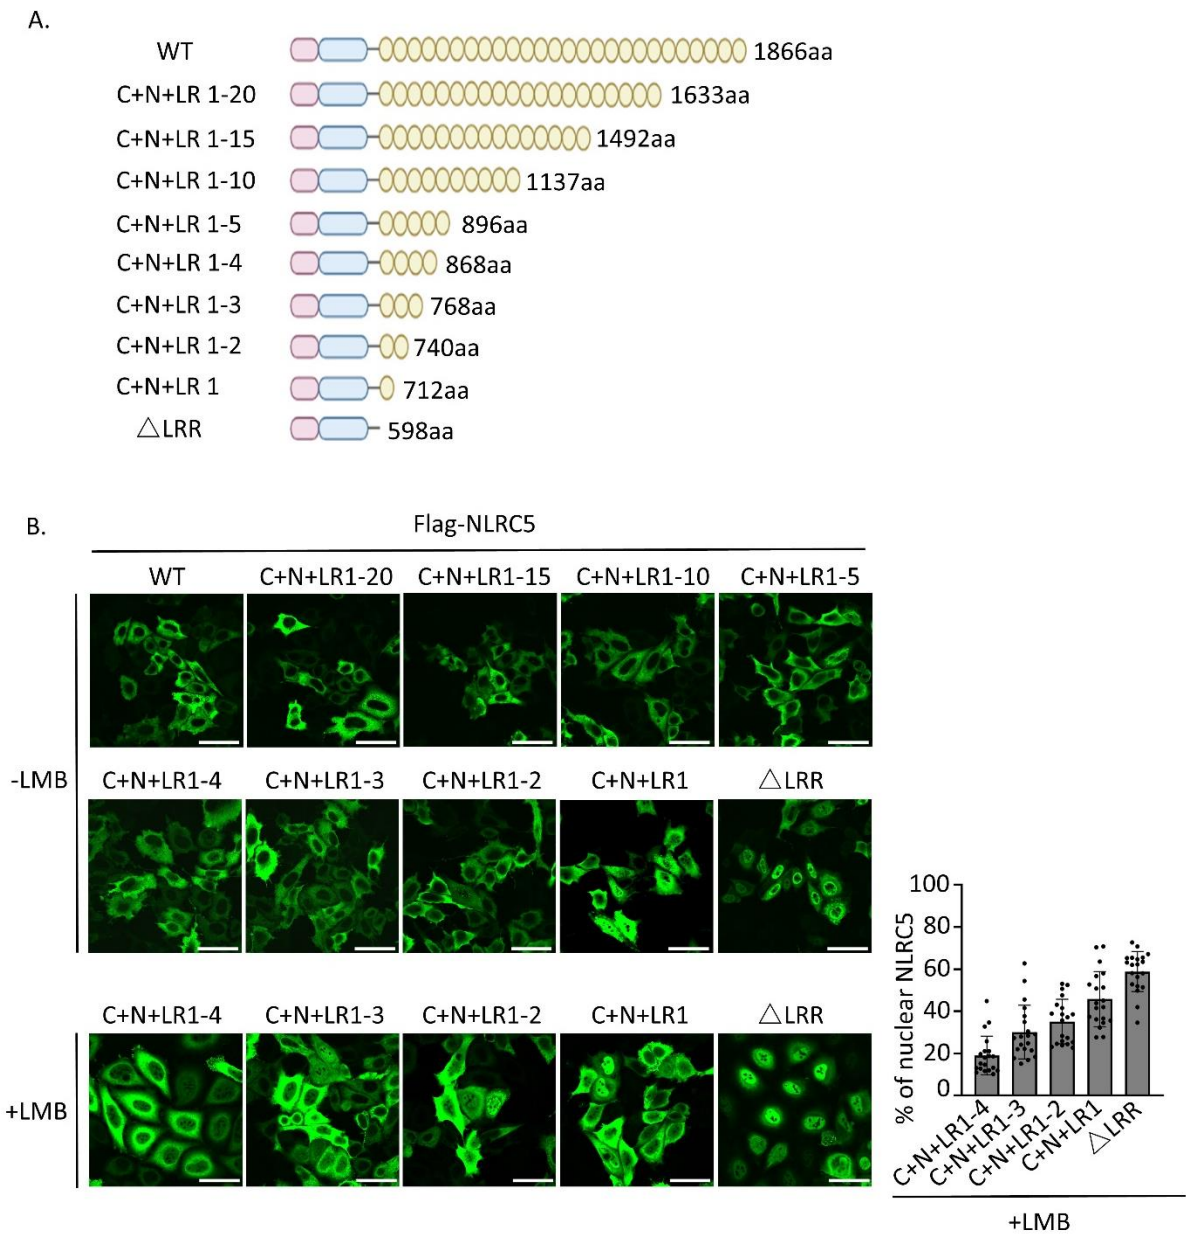 A.
WT 1866aa
C+N+LR 1-20 1633aa
C+N+LR 1-15 1492aa
C+N+LR 1-10 1137aa
C+N+LR 1-5 896aa
C+N+LR 1-4 868aa
C+N+LR 1-3 768aa
C+N+LR 1-2 740aa
C+N+LR 1 712aa
△LRR 598aa
B.
Flag-NLRC5
WT C+N+LR1-20 C+N+LR1-15 C+N+LR1-10 C+N+LR1-5
-LMB
C+N+LR1-4 C+N+LR1-3 C+N+LR1-2 C+N+LR1 △LRR
C+N+LR1-4 C+N+LR1-3 C+N+LR1-2 C+N+LR1 △LRR
+LMB
% of nuclear NLRC5
100
80
60
40
20
0
C+N+LR1-4
C+N+LR1-3
C+N+LR1-2
C+N+LR1
△LRR
+LMB